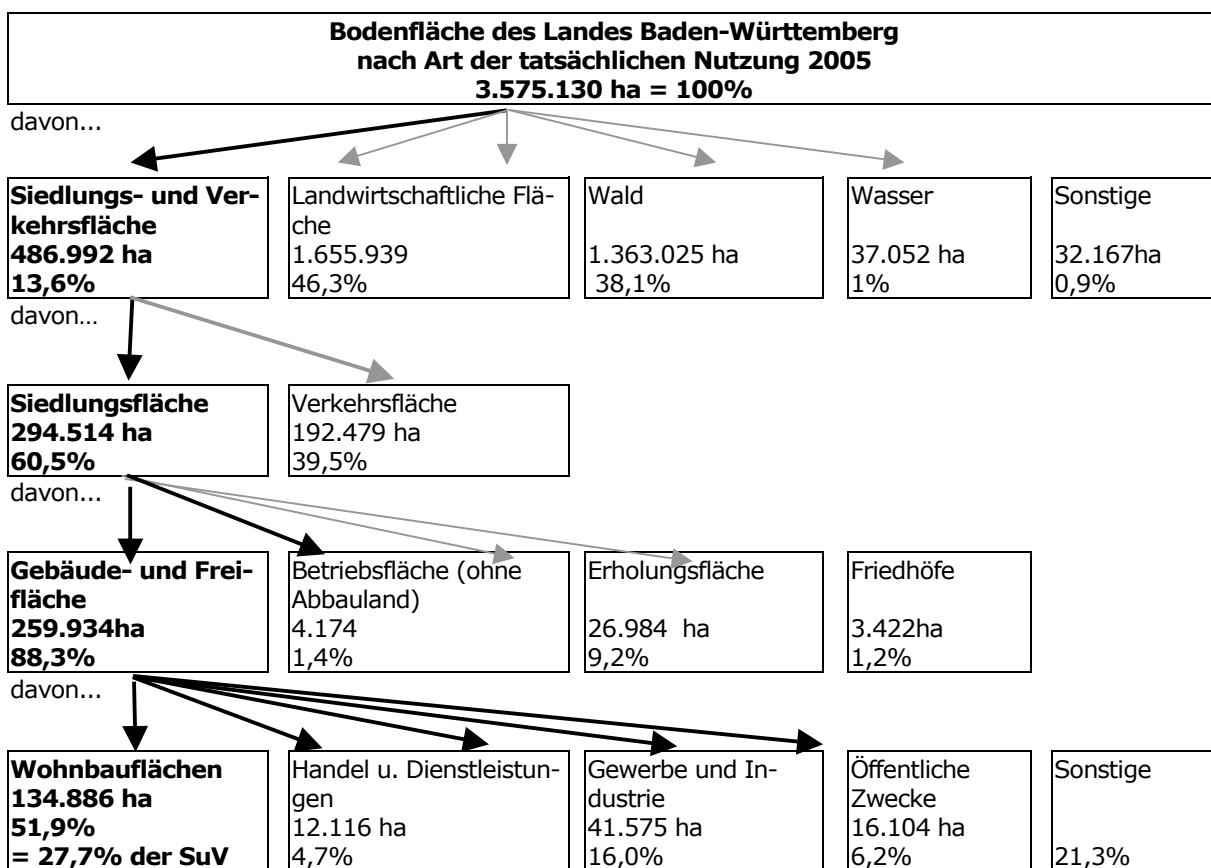 Bodenfläche des Landes Baden-Württemberg
nach Art der tatsächlichen Nutzung 2005
3.575.130 ha = 100%
davon...
Siedlungs- und Ver-
kehrsfläche
486.992 ha
13,6%
Landwirtschaftliche Flä-
che
1.655.939
46,3%
Wald
1.363.025 ha
38,1%
Wasser
37.052 ha
1%
Sonstige
32.167ha
0,9%
davon...
Siedlungsfläche
294.514 ha
60,5%
Verkehrsfläche
192.479 ha
39,5%
davon...
Gebäude- und Frei-
fläche
259.934ha
88,3%
Betriebsfläche (ohne
Abbauland)
4.174
1,4%
Erholungsfläche
26.984 ha
9,2%
Friedhöfe
3.422ha
1,2%
davon...
Wohnbauflächen
134.886 ha
51,9%
= 27,7% der SuV
Handel u. Dienstleistun-
gen
12.116 ha
4,7%
Gewerbe und In-
dustrie
41.575 ha
16,0%
Öffentliche
Zwecke
16.104 ha
6,2%
Sonstige
21,3%